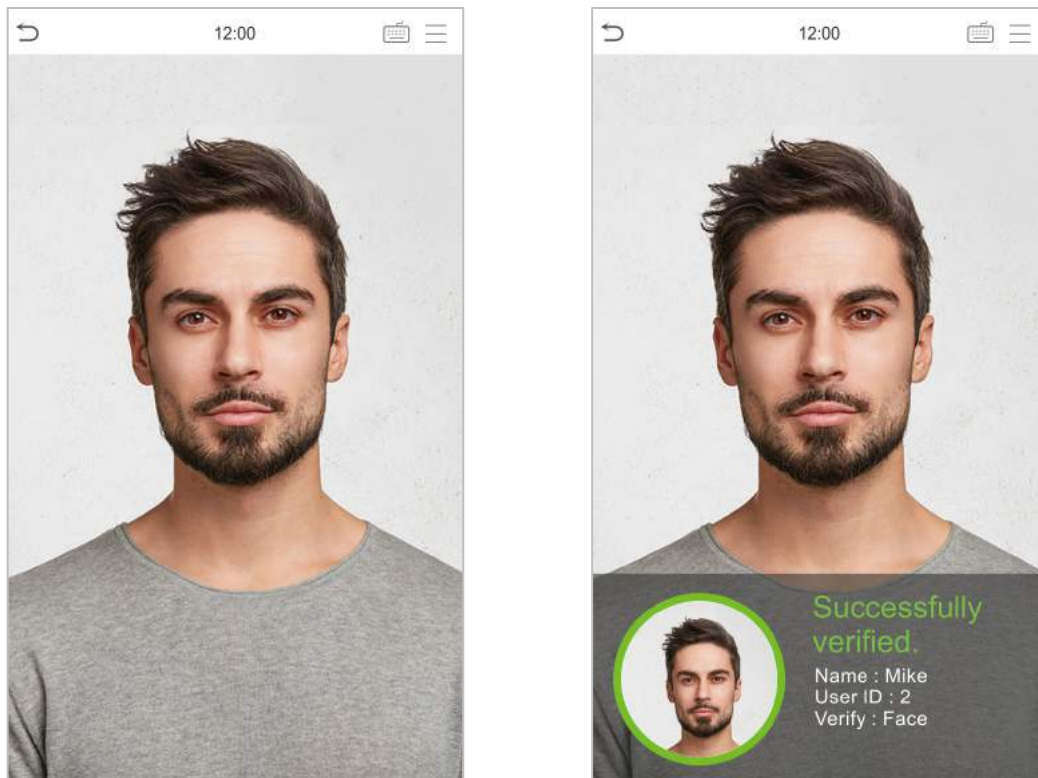 12:00
12:00
Successfully
verified.
Name : Mike
User ID : 2
Verify : Face